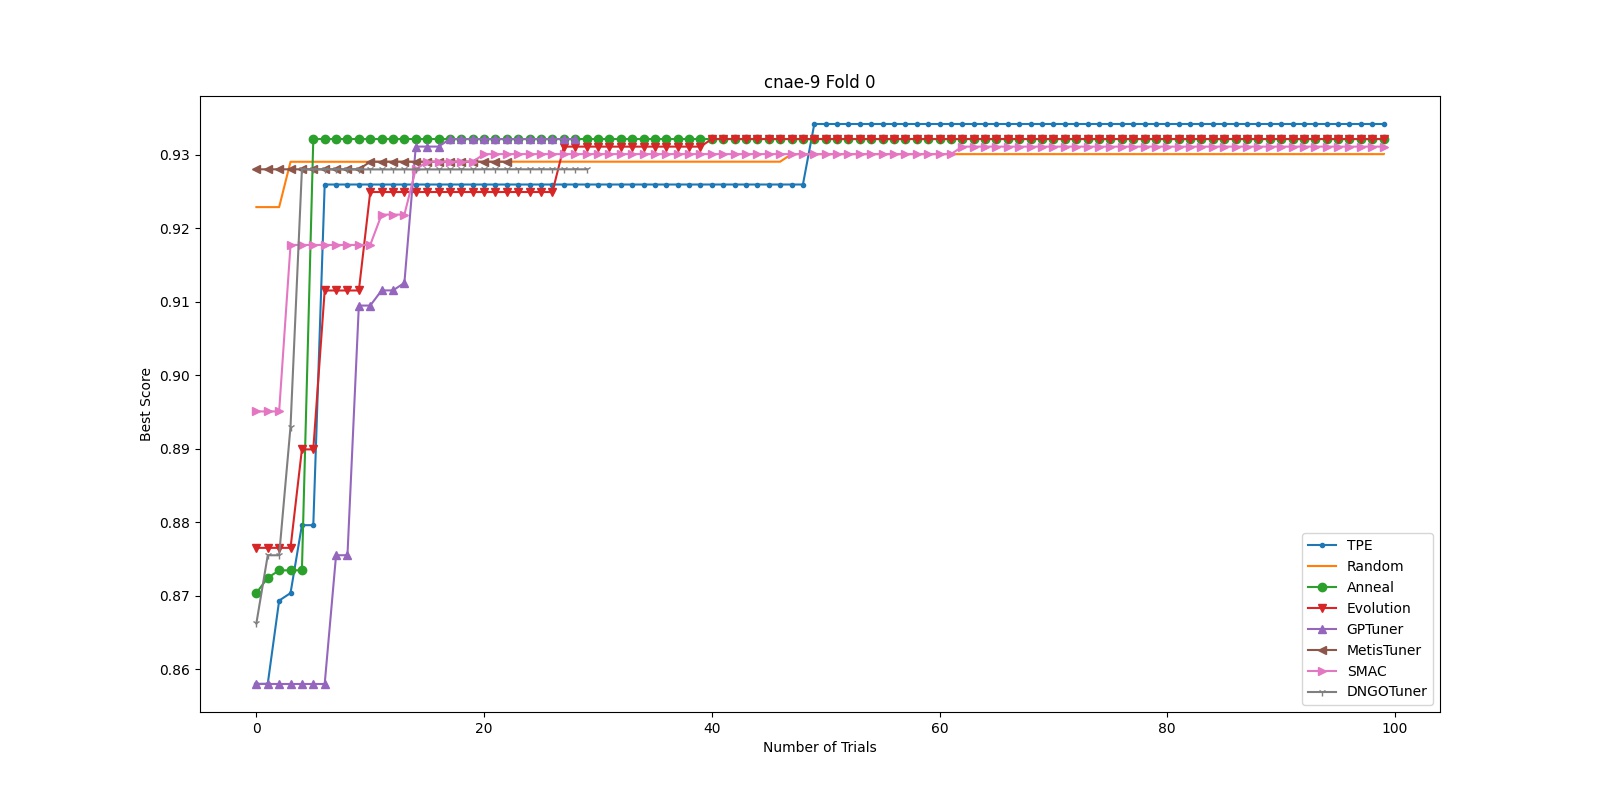 cnae-9 Fold 0
Best Score
0.93
0.92
0.91
0.90
0.89
0.88
0.87
0.86
0
20
40
60
80
100
Number of Trials
TPE
Random
Anneal
Evolution
GPTuner
MetisTuner
SMAC
DNGOTuner